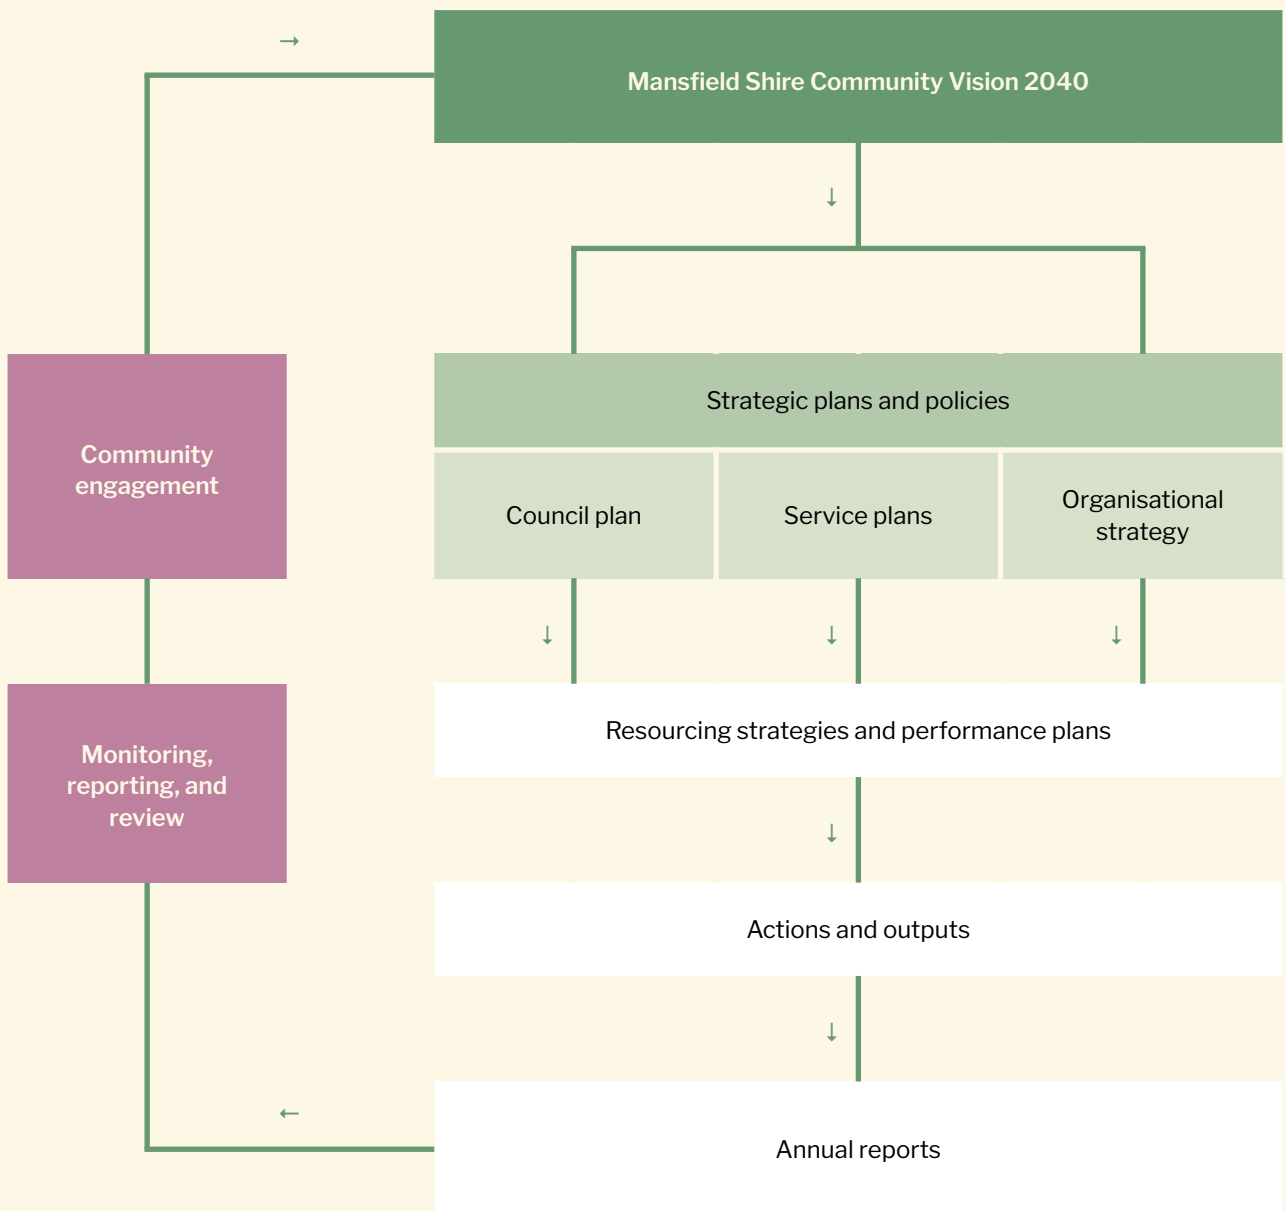 →
Mansfield Shire Community Vision 2040
↓
Strategic plans and policies
Community
engagement
Council plan
Service plans
Organisational
strategy
↓ ↓ ↓
Monitoring,
reporting, and
review
Resourcing strategies and performance plans
↓
Actions and outputs
↓
←
Annual reports